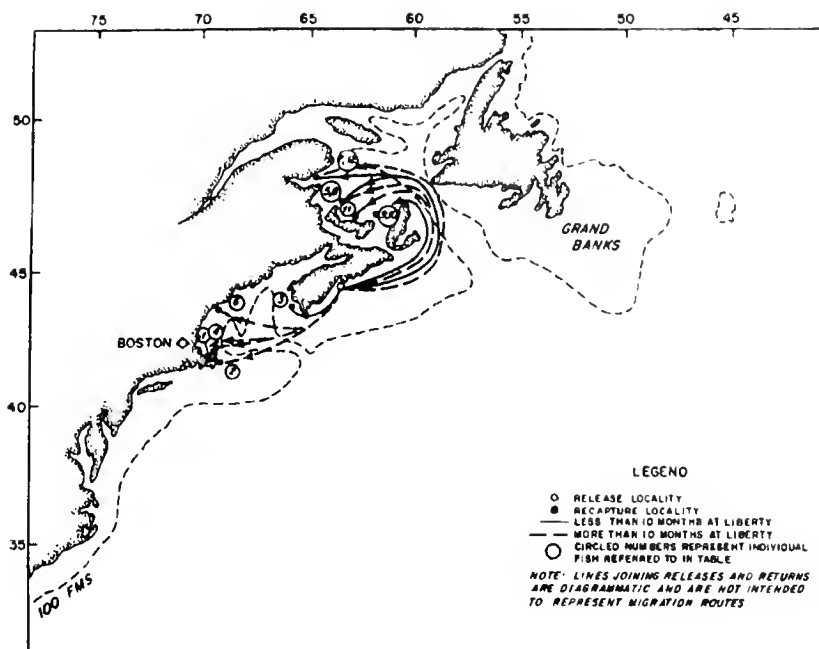 75 70 65 60 55 50 45
50
45
40
35
GRAND
BANKS
BOSTON
100 FMS
LEGEND
RELEASE LOCALITY
RECAPTURE LOCALITY
LESS THAN 10 MONTHS AT LIBERTY
MORE THAN 10 MONTHS AT LIBERTY
CIRCLED NUMBERS REPRESENT INDIVIDUAL
FISH REFERRED TO IN TABLE
NOTE: LINES JOINING RELEASES AND RETURNS
ARE DIAGRAMMATIC AND ARE NOT INTENDED
TO REPRESENT MIGRATION ROUTES